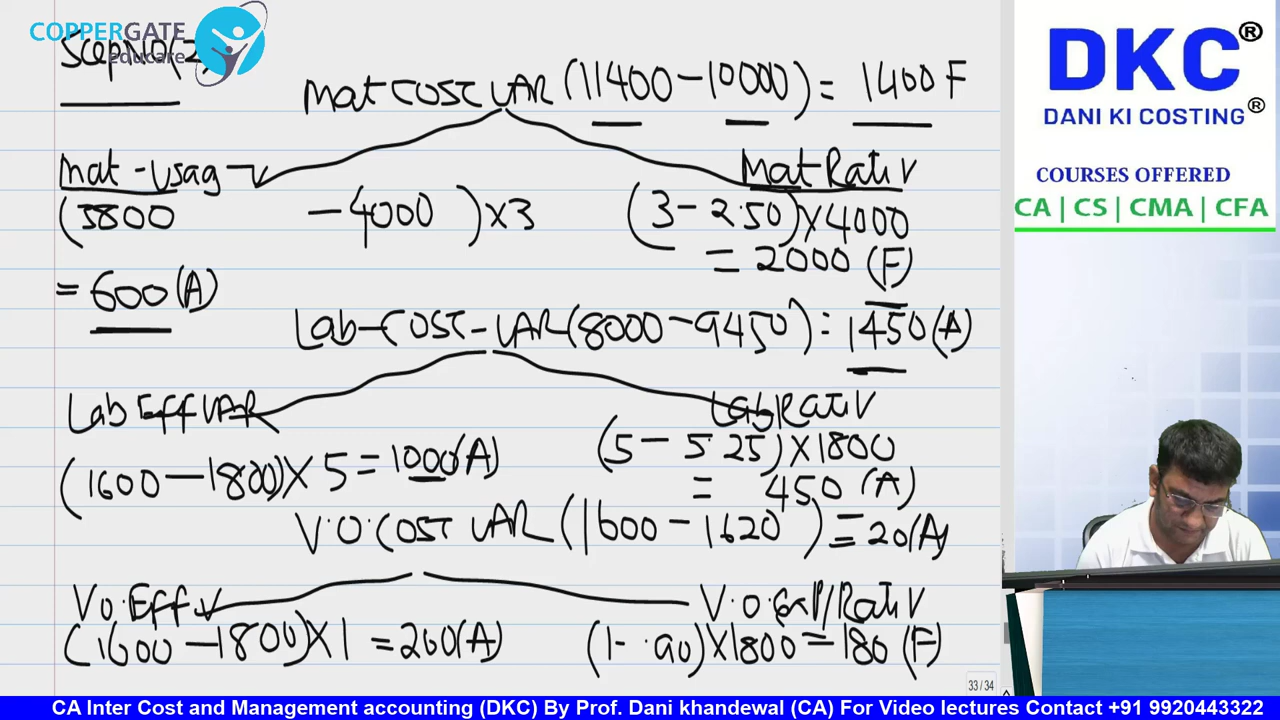 COPPERGATE
educare
Mat COST VAR (11400 - 10000) = 1400 F
Mat - Usag V
(3800 - 4000) X 3
= 600 (A)
Mat Rate V
(3 - 2.50) X 4000
= 2000 (F)
Lab - COST - VAR (8000 - 9450) = 1450 (A)
Lab Eff VAR
(1600 - 1800) X 5 = 1000 (A)
Lab Rate V
(5 - 5.25) X 1800
= 450 (A)
V.O. COST VAR (1600 - 1620) = 20 (A)
V.O. Eff V
(1600 - 1800) X 1 = 200 (A)
V.O. EXP/Rate V
(1 - .90) X 1800 = 180 (F)
33 / 34
DKC®
DANI KI COSTING®
COURSES OFFERED
CA | CS | CMA | CFA
CA Inter Cost and Management accounting (DKC) By Prof. Dani khandewal (CA) For Video lectures Contact +91 9920443322